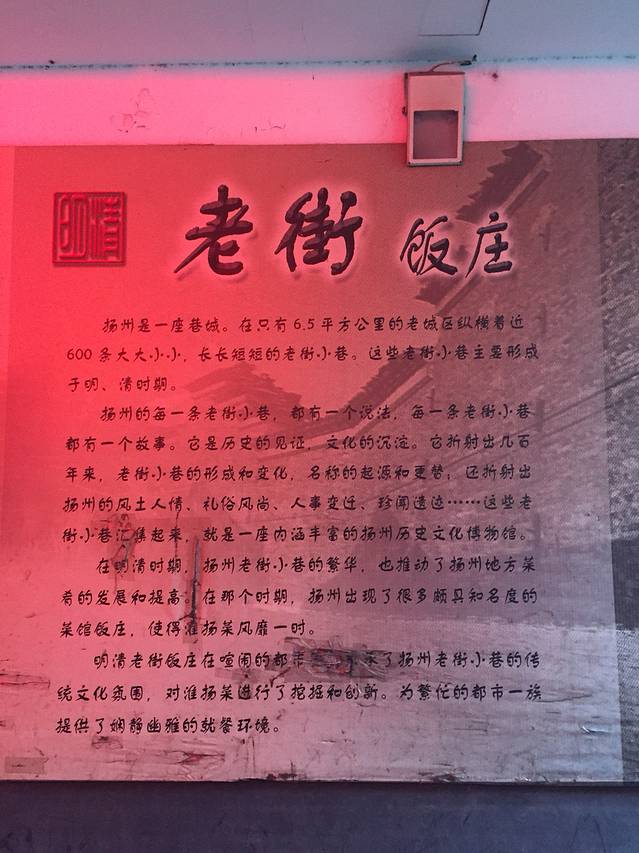 明清
老街 饭庄
扬州是一座巷城。在只有6.5平方公里的老城区纵横着近
600条大大小小，长长短短的老街小巷。这些老街小巷主要形成
于明、清时期。
扬州的每一条老街小巷，都有一个说法，每一条老街小巷
都有一个故事。它是历史的见证，文化的沉淀。它折射出几百
年来，老街小巷的形成和变化，名称的起源和更替；还折射出
扬州的风土人情、礼俗风尚、人事变迁、珍闻遗迹……这些老
街小巷汇集起来，就是一座内涵丰富的扬州历史文化博物馆。
在明清时期，扬州老街小巷的繁华，也推动了扬州地方菜
肴的发展和提高；在那个时期，扬州出现了很多颇具知名度的
菜馆饭庄，使得淮扬菜风靡一时。
明清老街饭庄在喧闹的都市 了扬州老街小巷的传
统文化氛围，对淮扬菜进行了挖掘和创新。为繁忙的都市一族
提供了娴静幽雅的就餐环境。